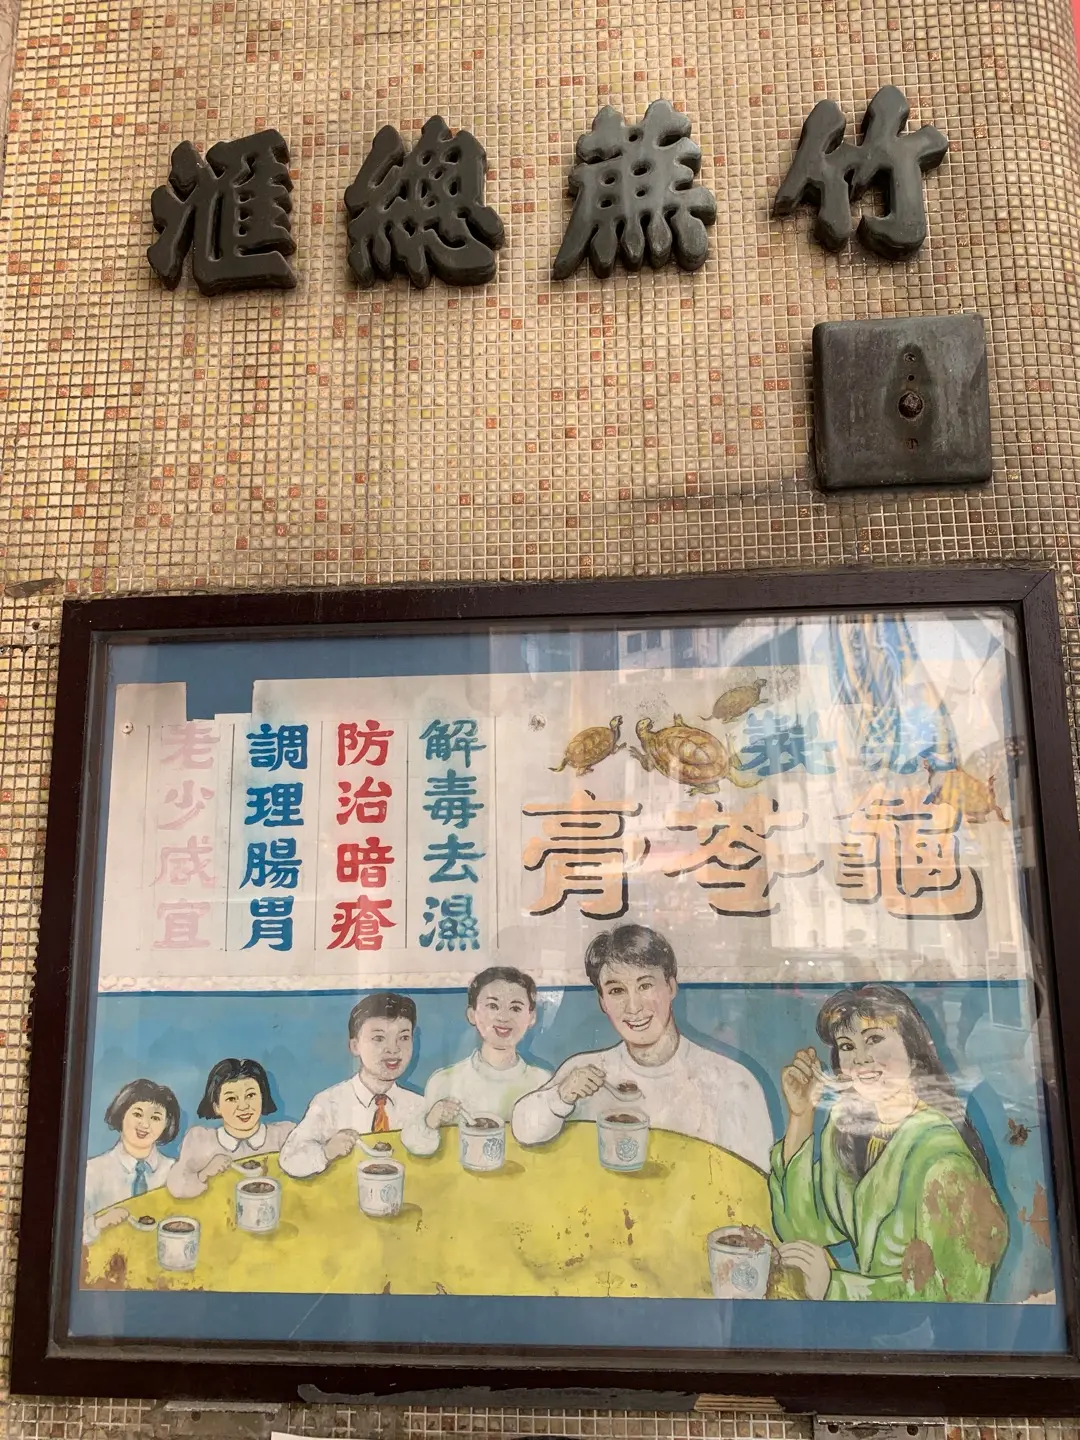 竹蔗總滙
製
龜苓膏
解毒去濕
防治暗瘡
調理腸胃
老少咸宜